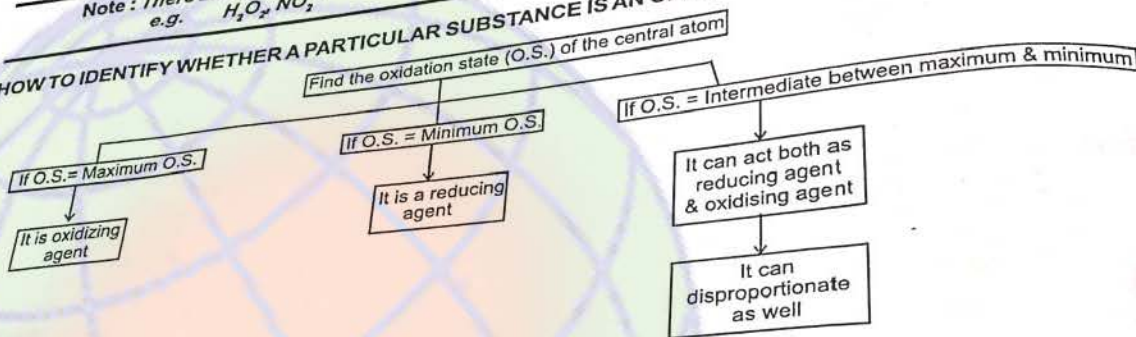 Note : There
e.g. H₂O₂, NO₂
HOW TO IDENTIFY WHETHER A PARTICULAR SUBSTANCE IS AN
Find the oxidation state (O.S.) of the central atom
If O.S.= Maximum O.S.
If O.S. = Minimum O.S.
If O.S. = Intermediate between maximum & minimum
It is oxidizing
agent
It is a reducing
agent
It can act both as
reducing agent
& oxidising agent
It can
disproportionate
as well